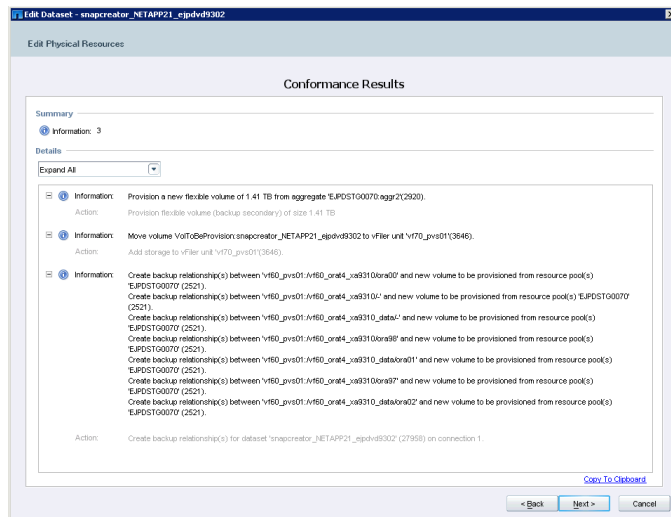 Edit Dataset - snapcreator_NETAPP21_ejpdvd9302
Edit Physical Resources
Conformance Results
Summary
Information: 3
Details
Expand All
Information: Provision a new flexible volume of 1.41 TB from aggregate 'EJPDSTG0070:aggr2'(2920).
Action: Provision flexible volume (backup secondary) of size 1.41 TB
Information: Move volume VolToBeProvision:snapcreator_NETAPP21_ejpdvd9302 to vFiler unit 'vf70_pvs01'(3646).
Action: Add storage to vFiler unit 'vf70_pvs01'(3646).
Information: Create backup relationship(s) between 'vf60_pvs01:/vf60_orat4_xa9310/ora00' and new volume to be provisioned from resource pool(s)
'EJPDSTG0070' (2521).
Create backup relationship(s) between 'vf60_pvs01:/vf60_orat4_xa9310/-' and new volume to be provisioned from resource pool(s) 'EJPDSTG0070'
(2521).
Create backup relationship(s) between 'vf60_pvs01:/vf60_orat4_xa9310_data/-' and new volume to be provisioned from resource pool(s)
'EJPDSTG0070' (2521).
Create backup relationship(s) between 'vf60_pvs01:/vf60_orat4_xa9310/ora98' and new volume to be provisioned from resource pool(s)
'EJPDSTG0070' (2521).
Create backup relationship(s) between 'vf60_pvs01:/vf60_orat4_xa9310_data/ora01' and new volume to be provisioned from resource pool(s)
'EJPDSTG0070' (2521).
Create backup relationship(s) between 'vf60_pvs01:/vf60_orat4_xa9310/ora97' and new volume to be provisioned from resource pool(s)
'EJPDSTG0070' (2521).
Create backup relationship(s) between 'vf60_pvs01:/vf60_orat4_xa9310_data/ora02' and new volume to be provisioned from resource pool(s)
'EJPDSTG0070' (2521).
Action: Create backup relationship(s) for dataset 'snapcreator_NETAPP21_ejpdvd9302' (27958) on connection 1.
Copy To Clipboard
< Back Next > Cancel